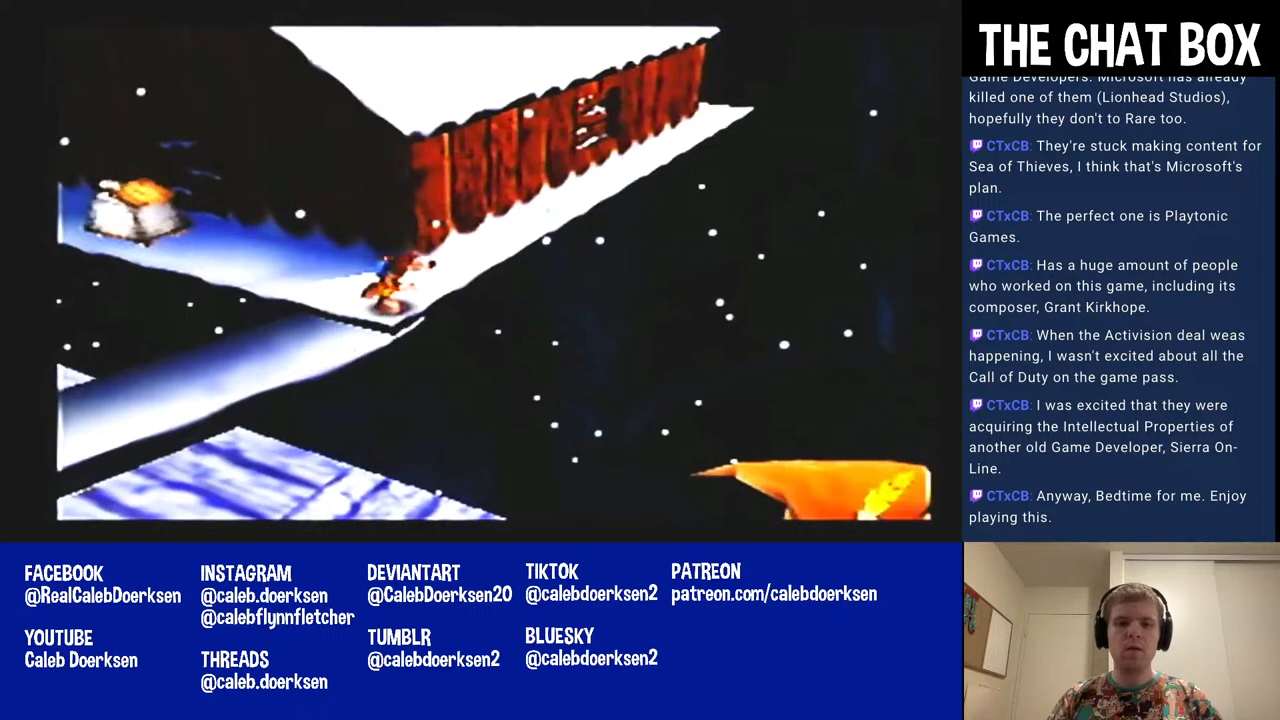 THE CHAT BOX
Game Developers. Microsoft has already
killed one of them (Lionhead Studios),
hopefully they don't to Rare too.
CTxCB: They're stuck making content for
Sea of Thieves, I think that's Microsoft's
plan.
CTxCB: The perfect one is Playtonic
Games.
CTxCB: Has a huge amount of people
who worked on this game, including its
composer, Grant Kirkhope.
CTxCB: When the Activision deal weas
happening, I wasn't excited about all the
Call of Duty on the game pass.
CTxCB: I was excited that they were
acquiring the Intellectual Properties of
another old Game Developer, Sierra On-
Line.
CTxCB: Anyway, Bedtime for me. Enjoy
playing this.
FACEBOOK
@RealCalebDoerksen
YOUTUBE
Caleb Doerksen
INSTAGRAM
@caleb.doerksen
@calebflynnfletcher
THREADS
@caleb.doerksen
DEVIANTART
@CalebDoerksen20
TUMBLR
@calebdoerksen2
TIKTOK
@calebdoerksen2
BLUESKY
@calebdoerksen2
PATREON
patreon.com/calebdoerksen